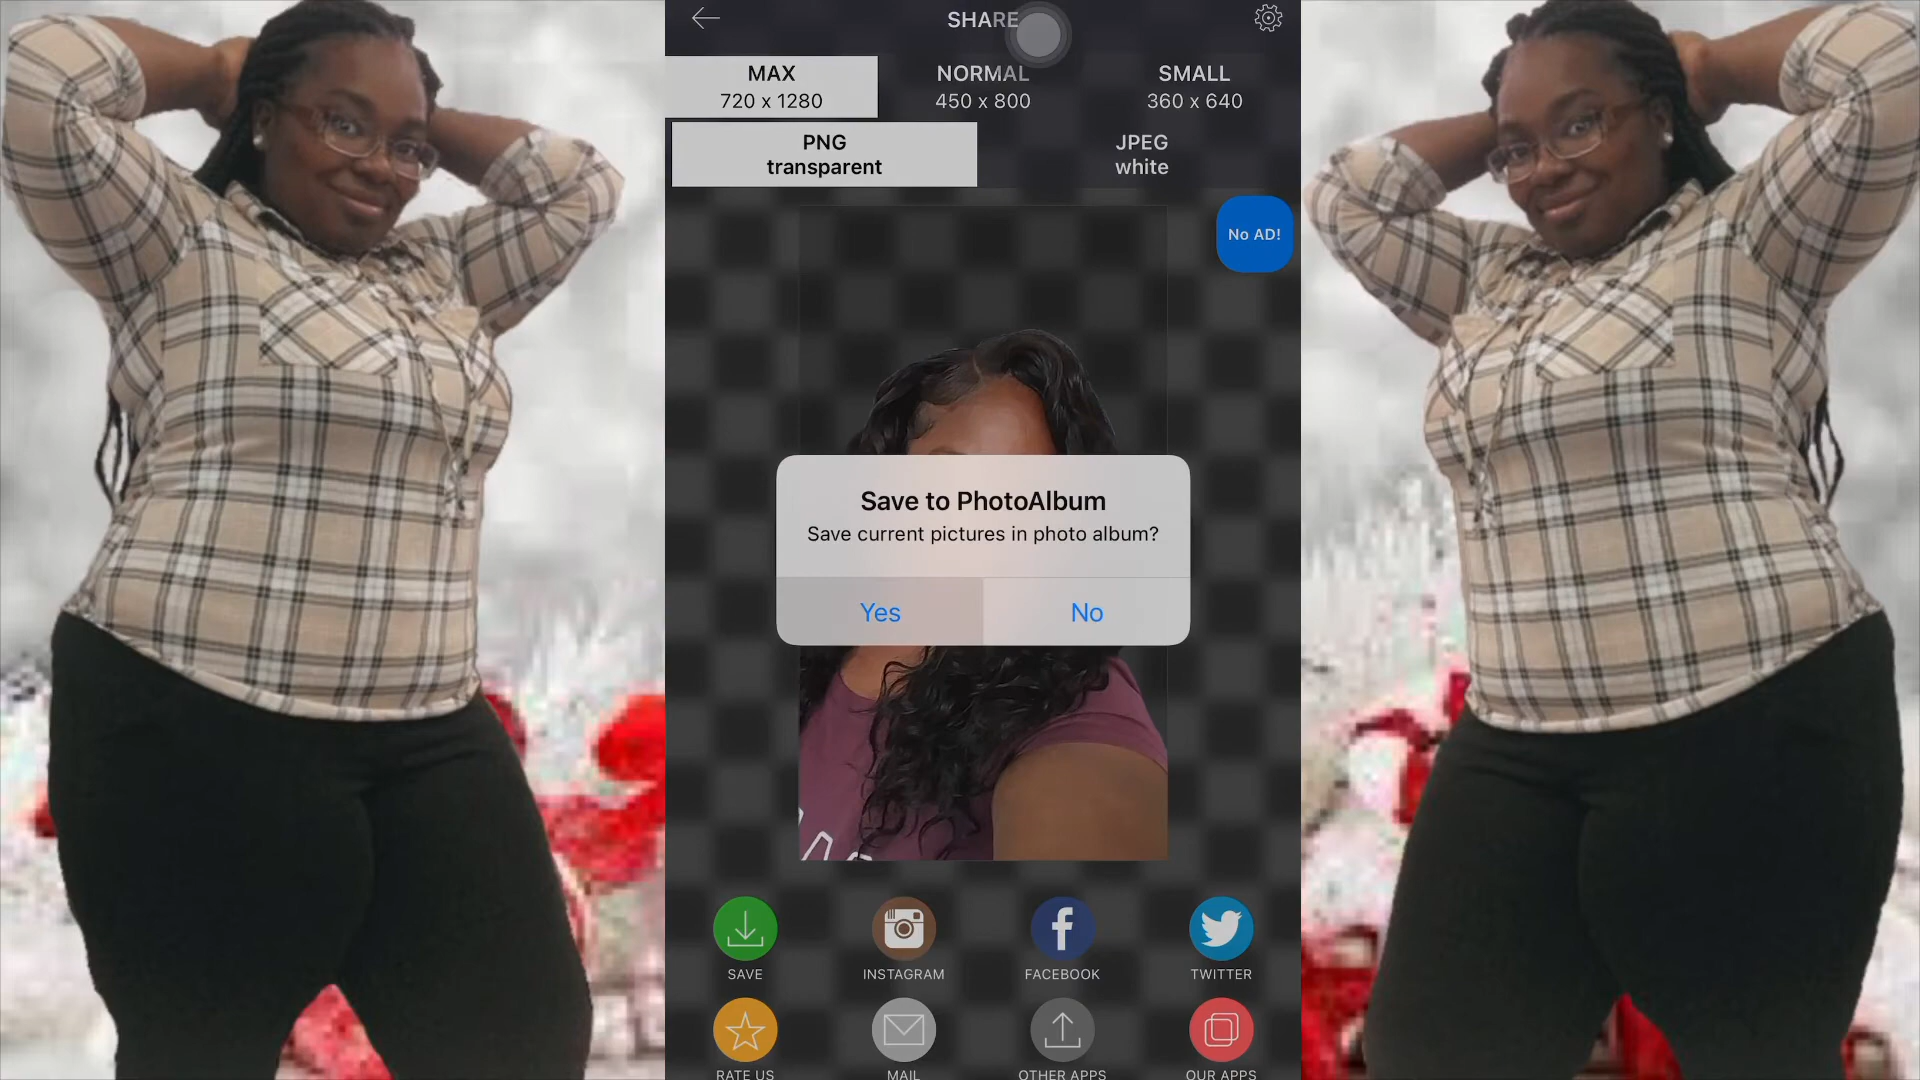 SHARE
MAX
720 x 1280
NORMAL
450 x 800
SMALL
360 x 640
PNG
transparent
JPEG
white
No AD!
Save to PhotoAlbum
Save current pictures in photo album?
Yes
No
SAVE
INSTAGRAM
FACEBOOK
TWITTER
RATE US
MAIL
OTHER APPS
OUR APPS